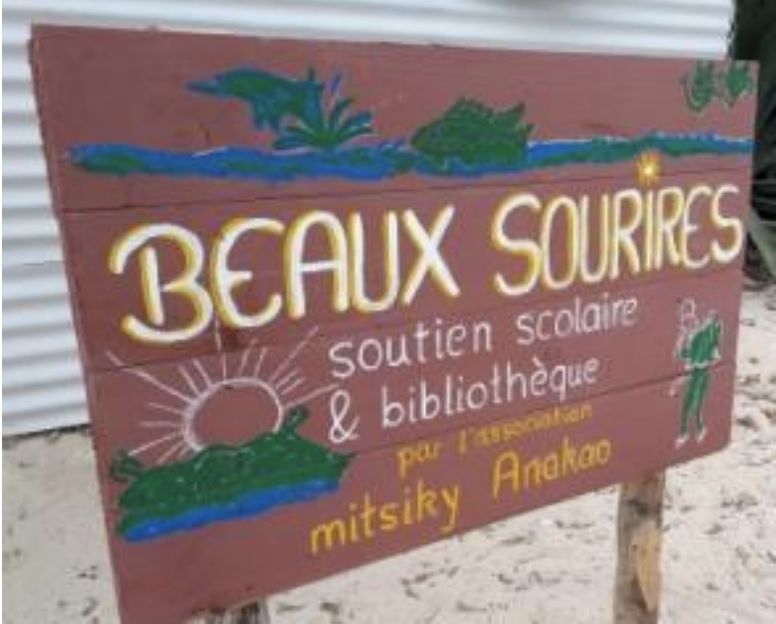 BEAUX SOURIRES
soutien scolaire
& bibliothèque
par l'association
mitsiky Anakao